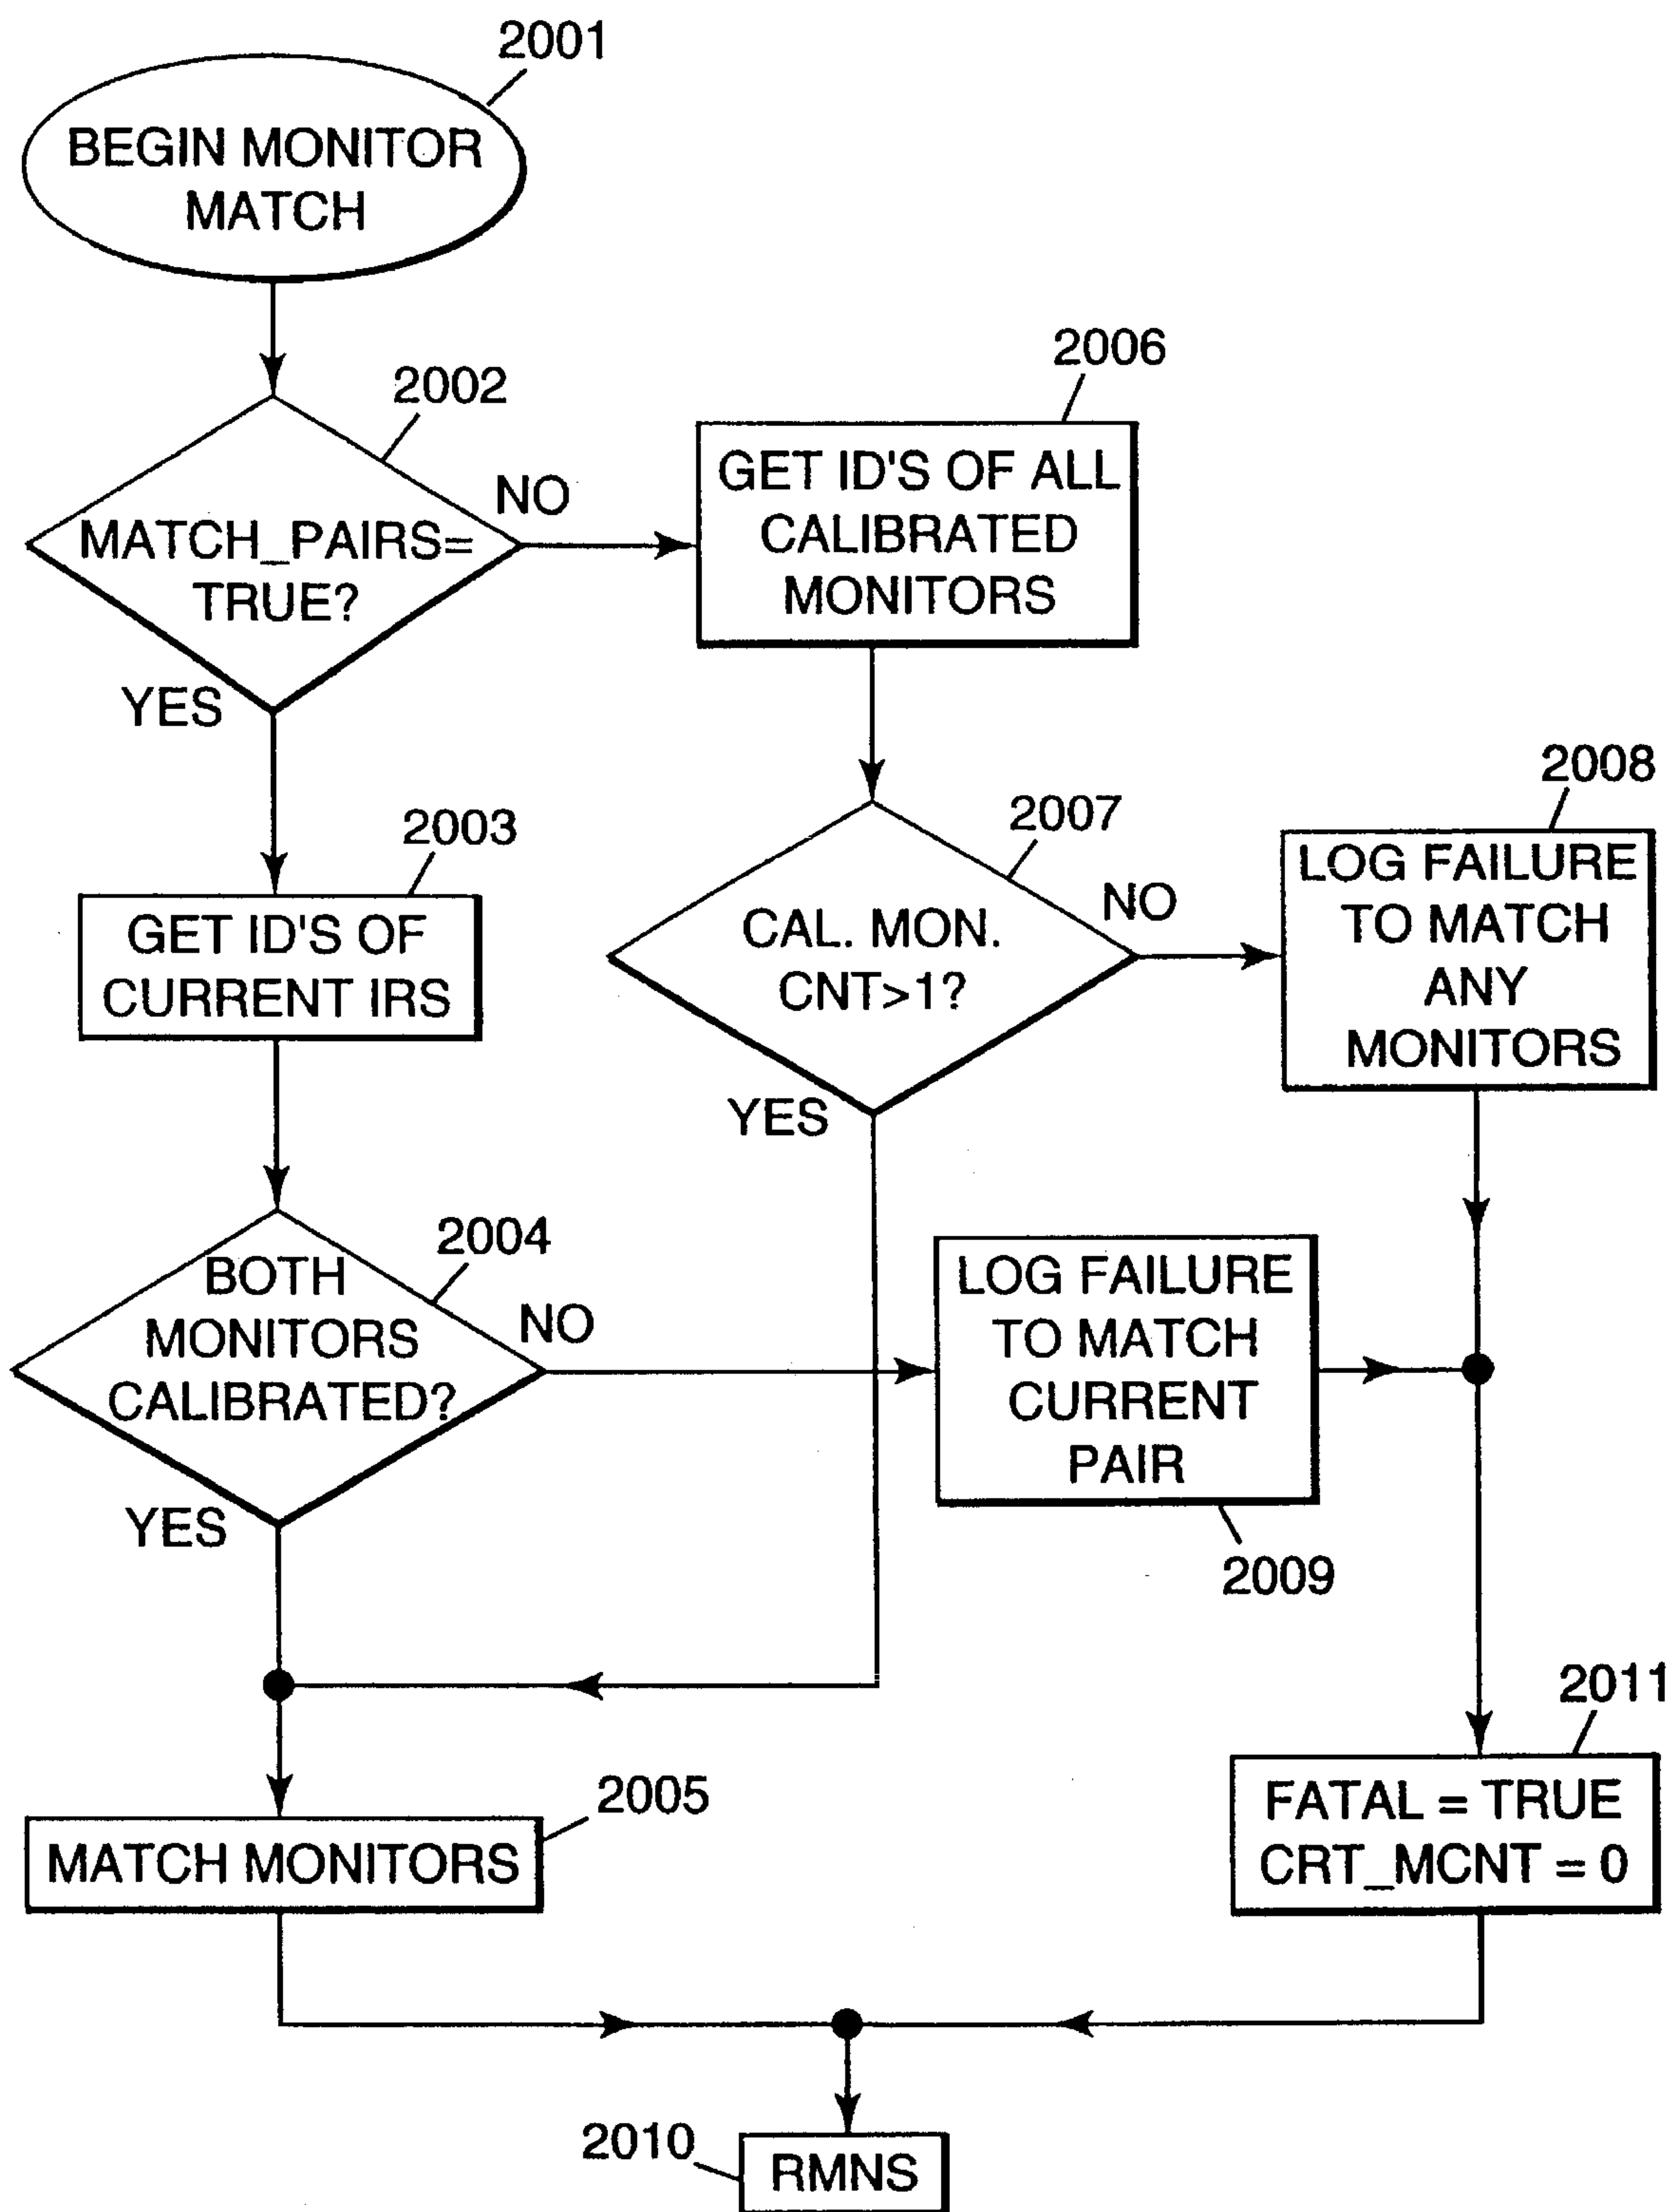 2001
BEGIN MONITOR
MATCH
2002
MATCH_PAIRS=
TRUE?
NO
YES
2006
GET ID'S OF ALL
CALIBRATED
MONITORS
2003
GET ID'S OF
CURRENT IRS
2007
CAL. MON.
CNT>1?
NO
YES
2008
LOG FAILURE
TO MATCH
ANY
MONITORS
2004
BOTH
MONITORS
CALIBRATED?
NO
YES
LOG FAILURE
TO MATCH
CURRENT
PAIR
2009
2005
MATCH MONITORS
2011
FATAL = TRUE
CRT_MCNT = 0
2010
RMNS